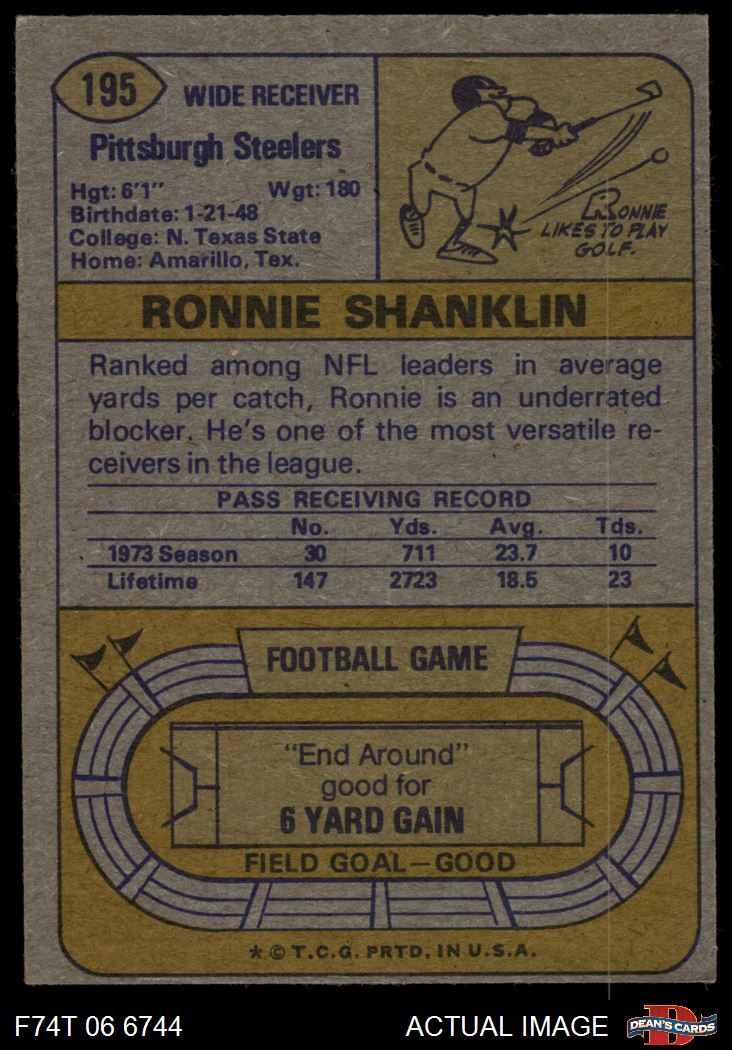 195
WIDE RECEIVER
Pittsburgh Steelers
Hgt: 6'1" Wgt: 180
Birthdate: 1-21-48
College: N. Texas State
Home: Amarillo, Tex.
RONNIE
LIKES TO PLAY
GOLF.
RONNIE SHANKLIN
Ranked among NFL leaders in average
yards per catch, Ronnie is an underrated
blocker. He's one of the most versatile re-
ceivers in the league.
PASS RECEIVING RECORD
No. Yds. Avg. Tds.
1973 Season 30 711 23.7 10
Lifetime 147 2723 18.5 23
FOOTBALL GAME
"End Around"
good for
6 YARD GAIN
FIELD GOAL—GOOD
* © T.C.G. PRTD. IN U.S.A.
F74T 06 6744 ACTUAL IMAGE
D
DEAN'S CARDS